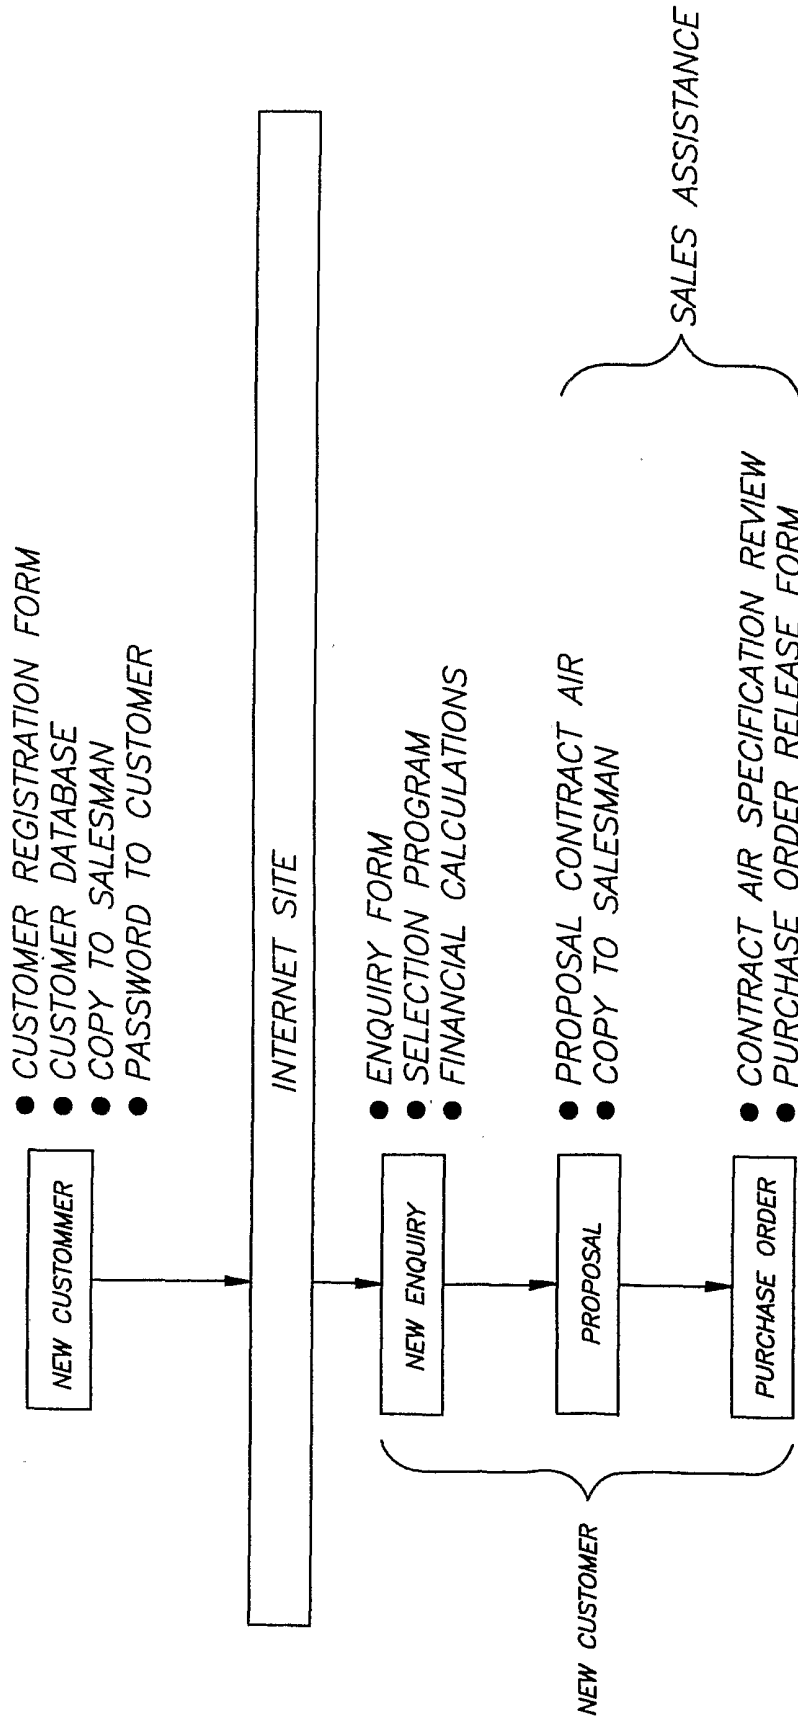 NEW CUSTOMMER
● CUSTOMER REGISTRATION FORM
● CUSTOMER DATABASE
● COPY TO SALESMAN
● PASSWORD TO CUSTOMER
INTERNET SITE
NEW ENQUIRY
● ENQUIRY FORM
● SELECTION PROGRAM
● FINANCIAL CALCULATIONS
PROPOSAL
● PROPOSAL CONTRACT AIR
● COPY TO SALESMAN
PURCHASE ORDER
● CONTRACT AIR SPECIFICATION REVIEW
● PURCHASE ORDER RELEASE FORM
NEW CUSTOMER
SALES ASSISTANCE